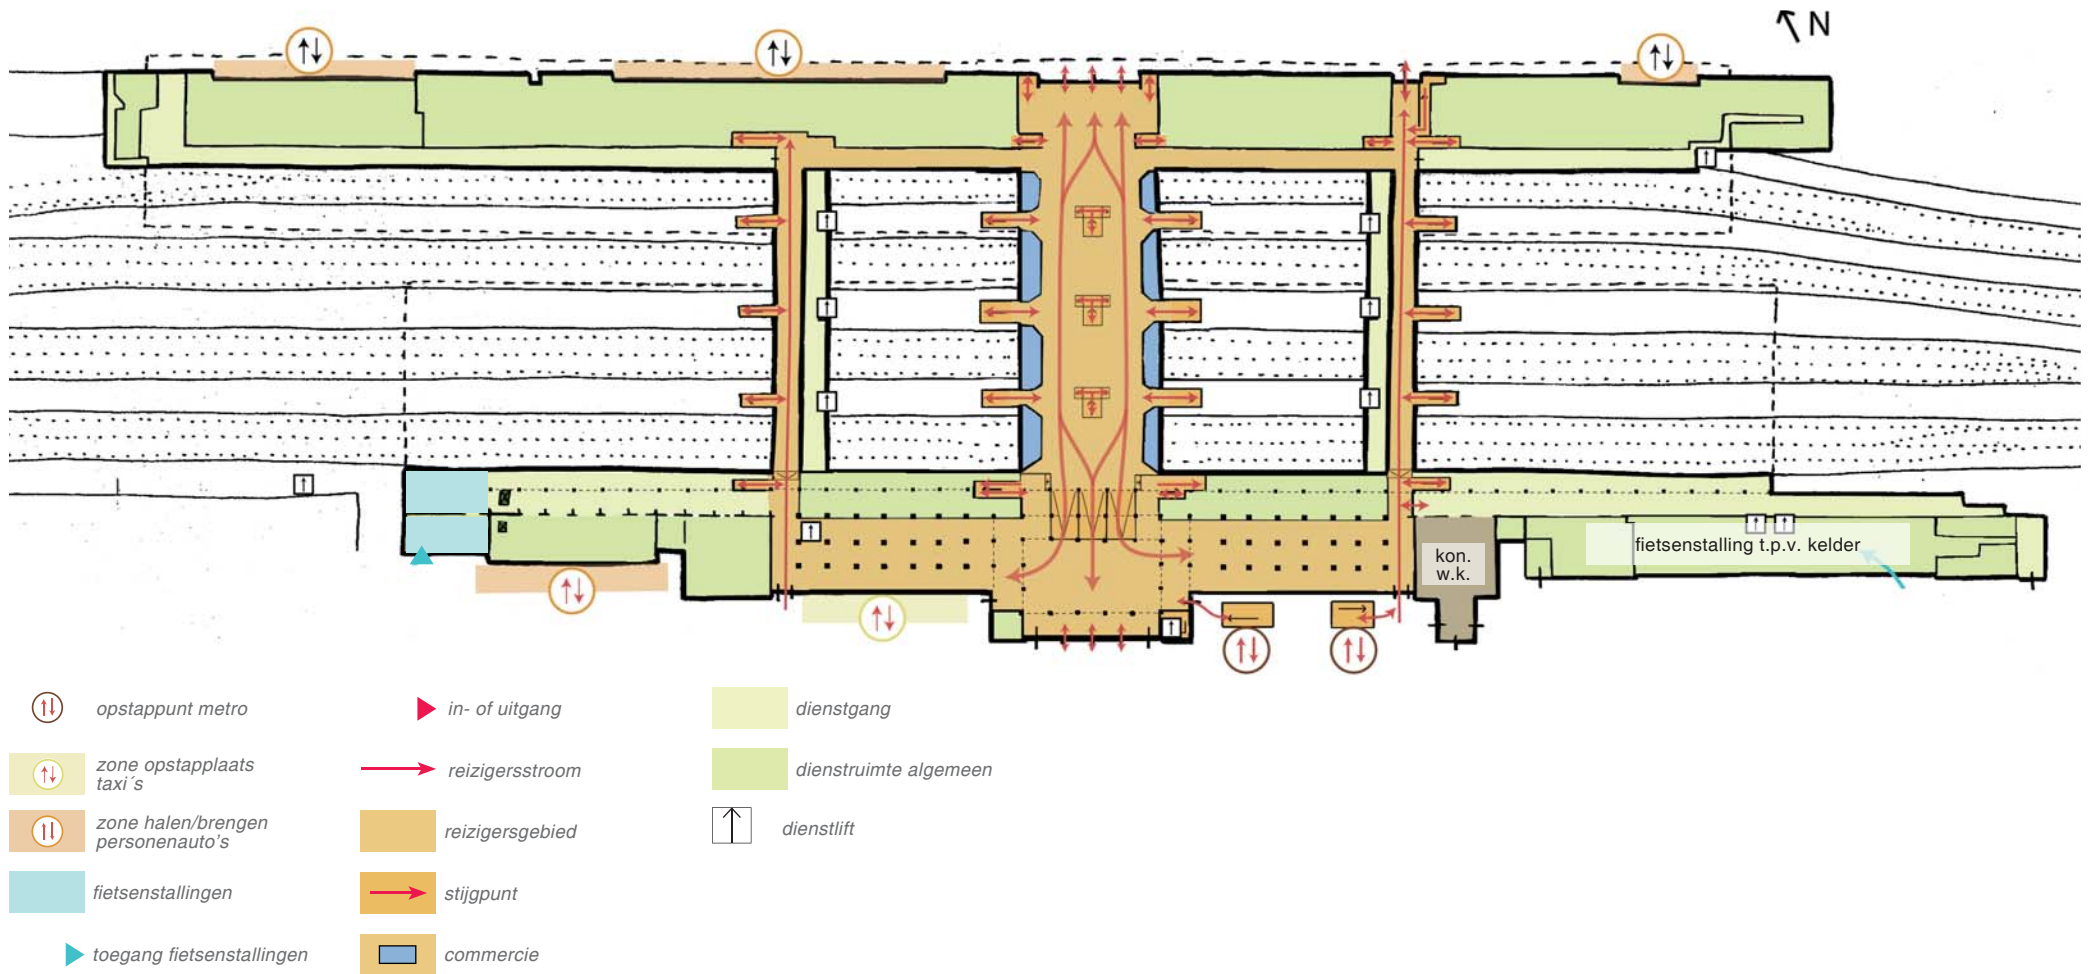 N
kon.
w.k.
fietsenstalling t.p.v. kelder
opstappunt metro
zone opstapplaats
taxi´s
zone halen/brengen
personenauto's
fietsenstallingen
toegang fietsenstallingen
in- of uitgang
reizigersstroom
reizigersgebied
stijgpunt
commercie
dienstgang
dienstruimte algemeen
dienstlift